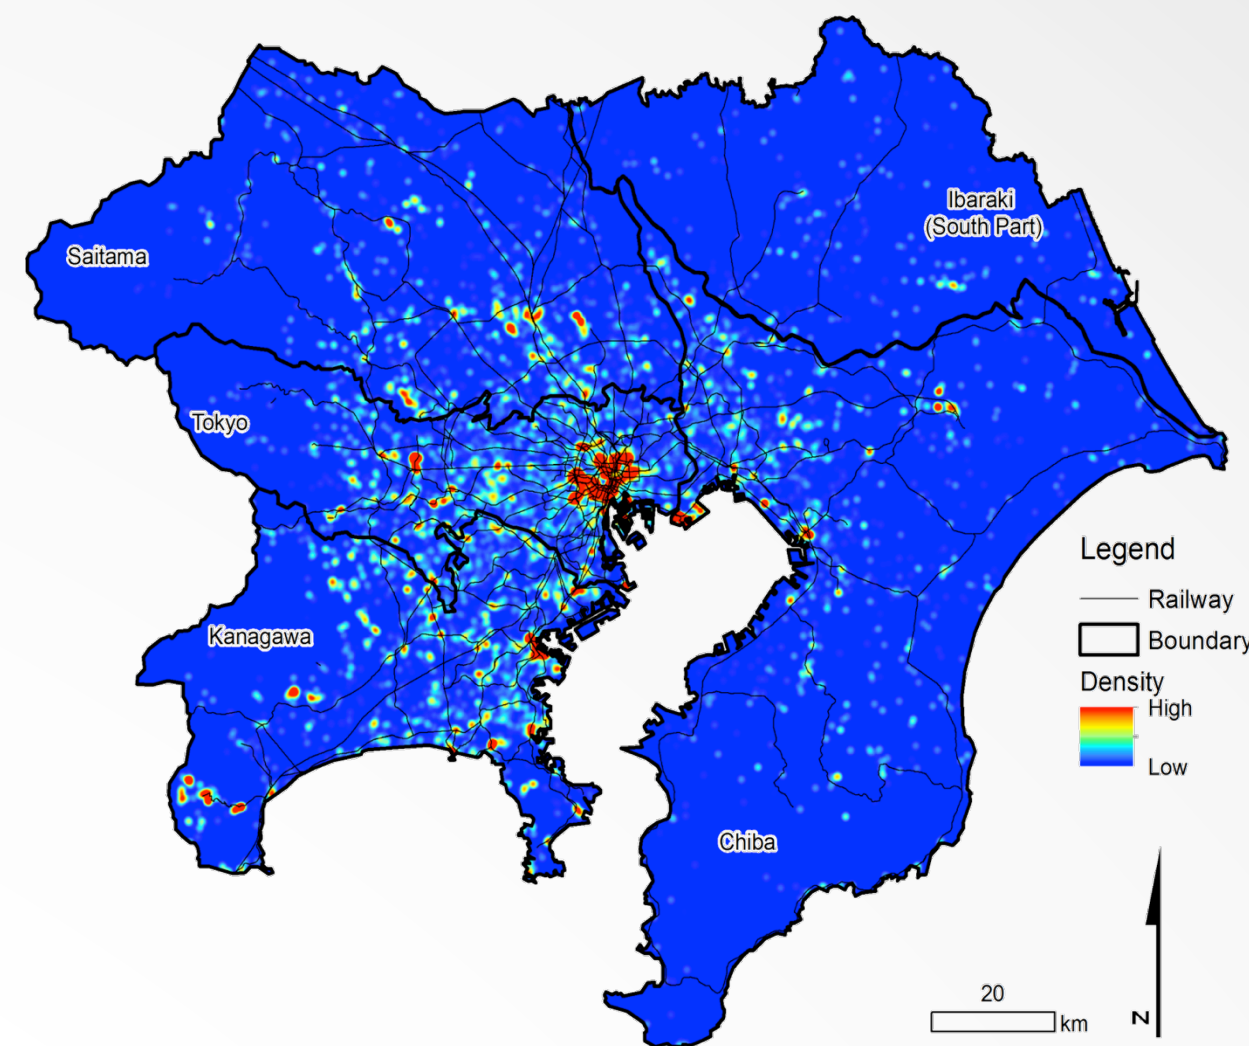 Ibaraki
(South Part)
Saitama
Tokyo
Kanagawa
Chiba
Legend
Railway
Boundary
Density
High
Low
20
km
N